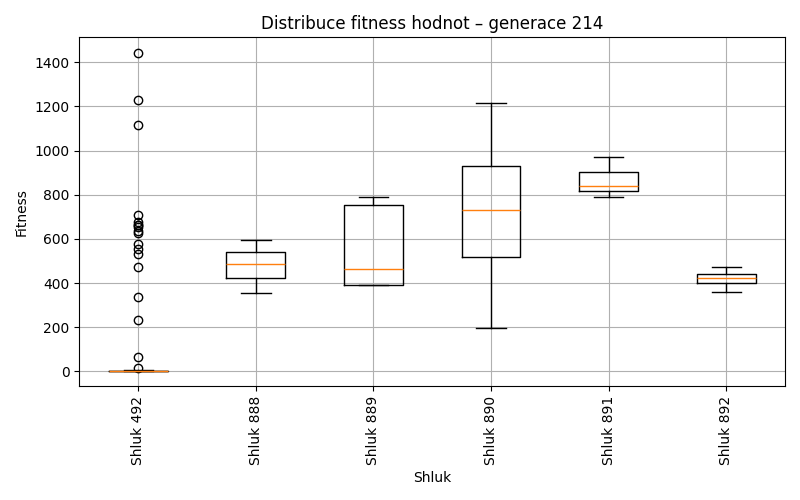 Distribuce fitness hodnot – generace 214
Fitness
1400
1200
1000
800
600
400
200
0
Shluk 492
Shluk 888
Shluk 889
Shluk 890
Shluk 891
Shluk 892
Shluk